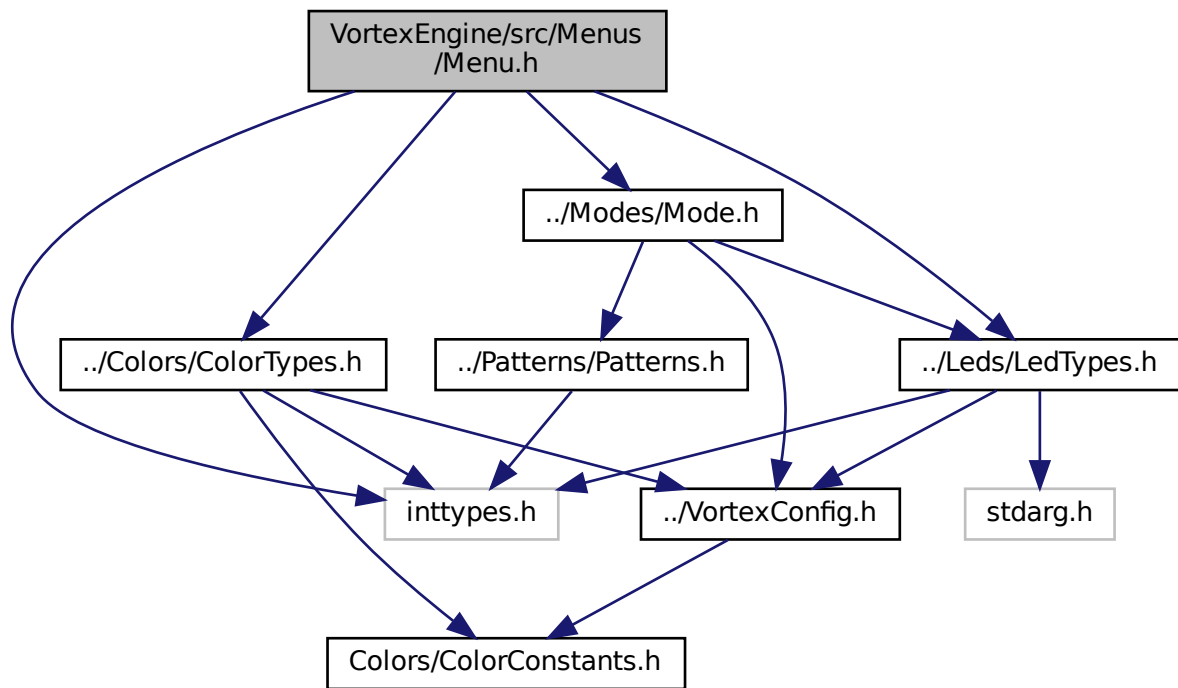 VortexEngine/src/Menus
/Menu.h
../Modes/Mode.h
../Colors/ColorTypes.h
../Patterns/Patterns.h
../Leds/LedTypes.h
inttypes.h
../VortexConfig.h
stdarg.h
Colors/ColorConstants.h